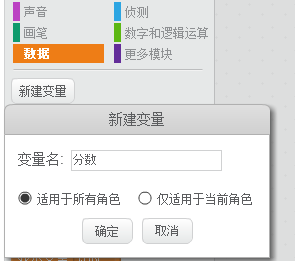 声音 侦测
画笔 数字和逻辑运算
数据 更多模块
新建变量
新建变量
变量名: 分数
适用于所有角色 仅适用于当前角色
确定 取消